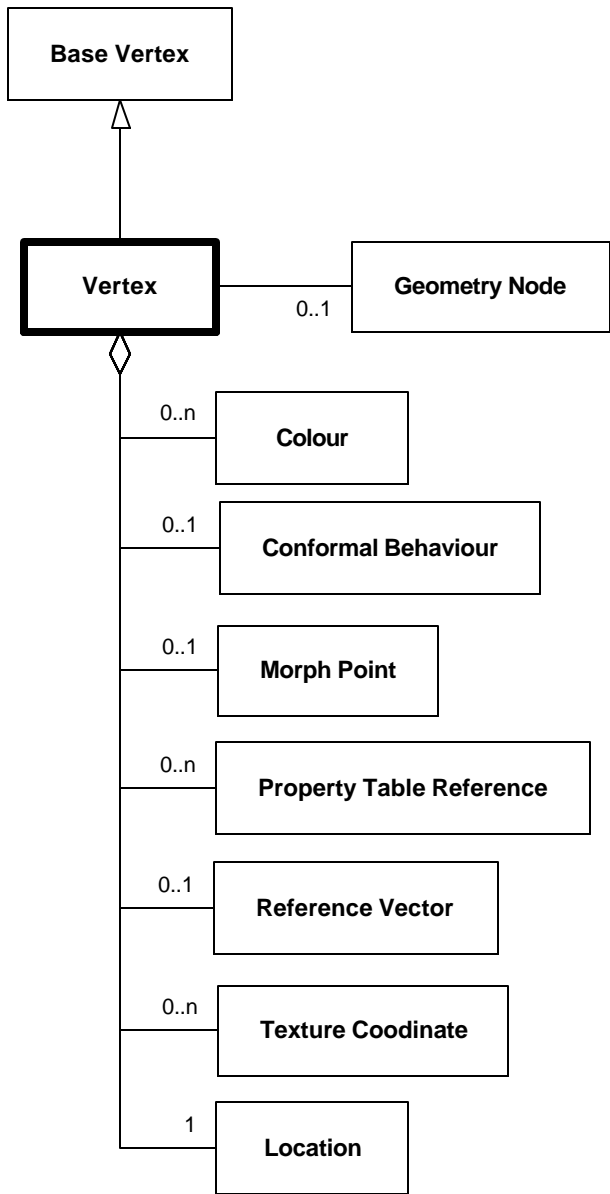 Base Vertex
Vertex
0..1
Geometry Node
0..n
Colour
0..1
Conformal Behaviour
0..1
Morph Point
0..n
Property Table Reference
0..1
Reference Vector
0..n
Texture Coodinate
1
Location